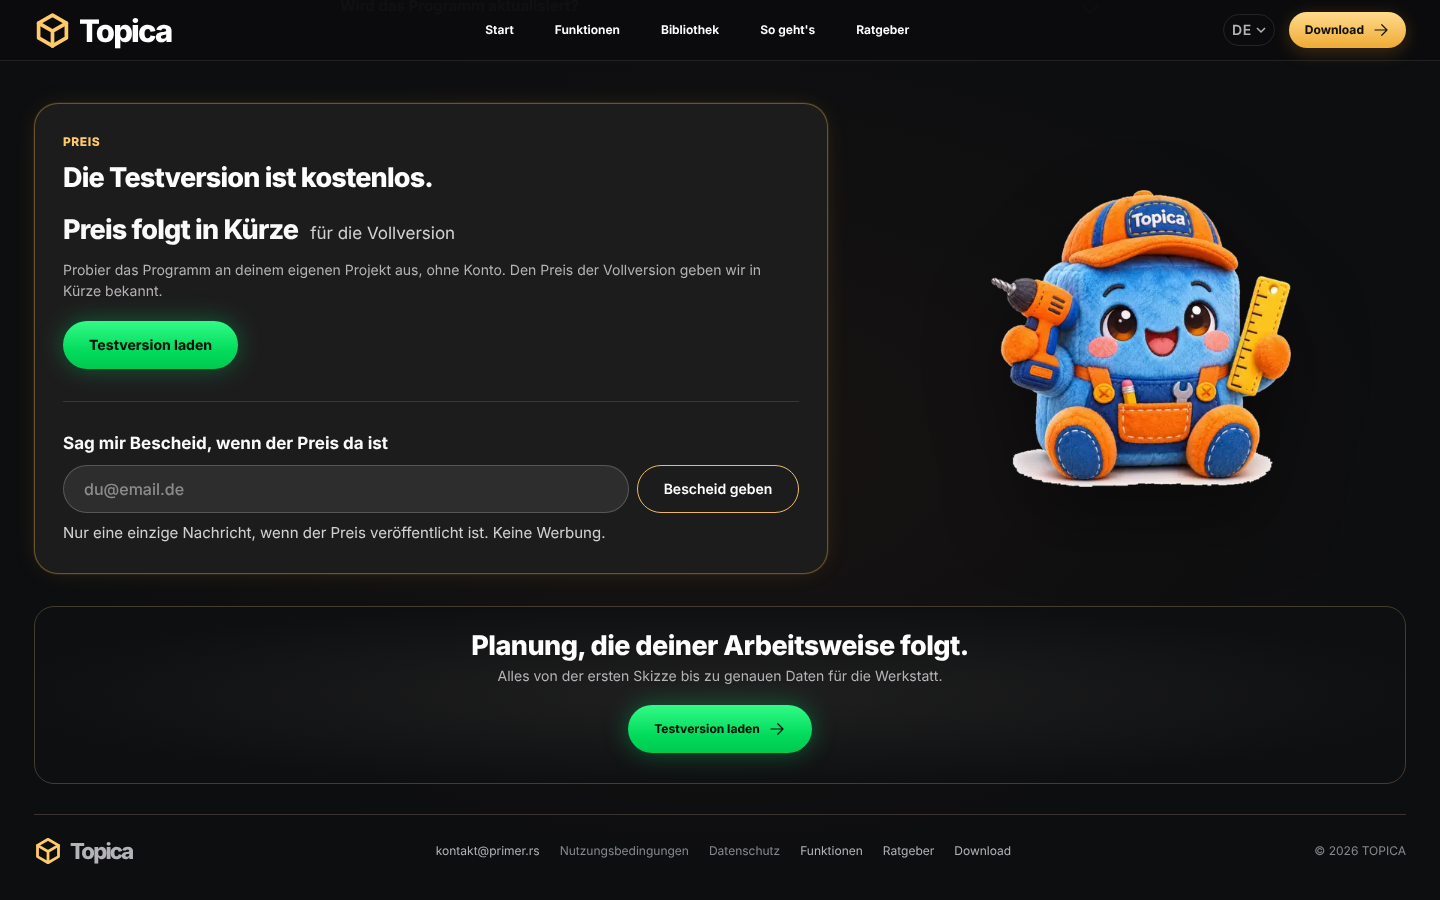 Wird das Programm aktualisiert?
Topica
Start
Funktionen
Bibliothek
So geht's
Ratgeber
DE
Download
PREIS
Die Testversion ist kostenlos.
Preis folgt in Kürze für die Vollversion
Probier das Programm an deinem eigenen Projekt aus, ohne Konto. Den Preis der Vollversion geben wir in
Kürze bekannt.
Testversion laden
Sag mir Bescheid, wenn der Preis da ist
du@email.de
Bescheid geben
Nur eine einzige Nachricht, wenn der Preis veröffentlicht ist. Keine Werbung.
Topica
Planung, die deiner Arbeitsweise folgt.
Alles von der ersten Skizze bis zu genauen Daten für die Werkstatt.
Testversion laden
Topica
kontakt@primer.rs
Nutzungsbedingungen
Datenschutz
Funktionen
Ratgeber
Download
© 2026 TOPICA